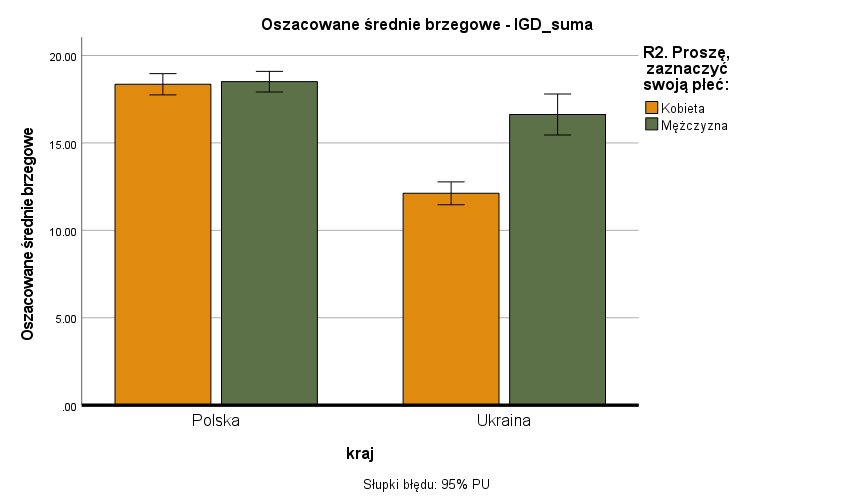 Oszacowane średnie brzegowe - IGD_suma
R2. Proszę,
zaznaczyć
swoją płeć:
Kobieta
Mężczyzna
Oszacowane średnie brzegowe
20.00
15.00
10.00
5.00
.00
Polska
Ukraina
kraj
Słupki błędu: 95% PU